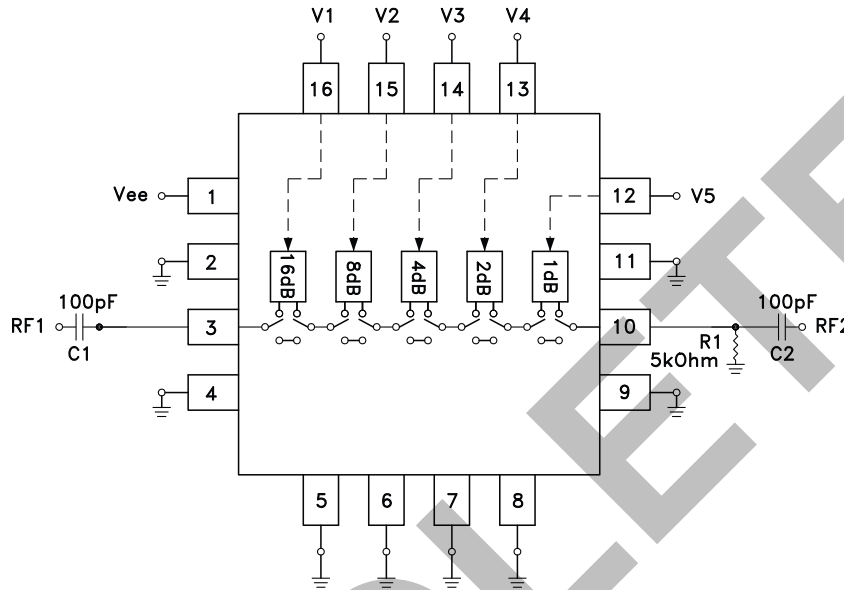 V1 V2 V3 V4
16 15 14 13
Vee 1 12 V5
2 11
16dB 8dB 4dB 2dB 1dB
100pF 100pF
RF1 3 10 RF2
C1 R1 C2
5kOhm
4 9
5 6 7 8